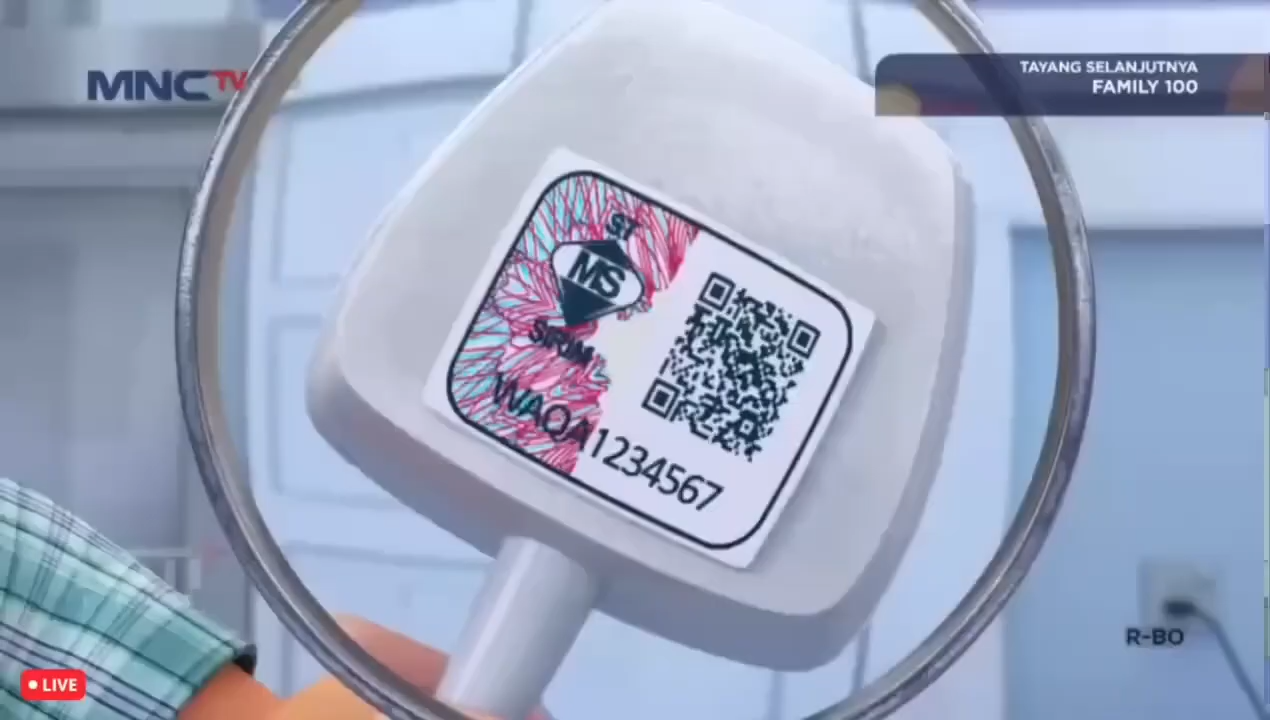 MNCTV
TAYANG SELANJUTNYA
FAMILY 100
ST
MS
SIRIM
WAQA1234567
R-BO
LIVE